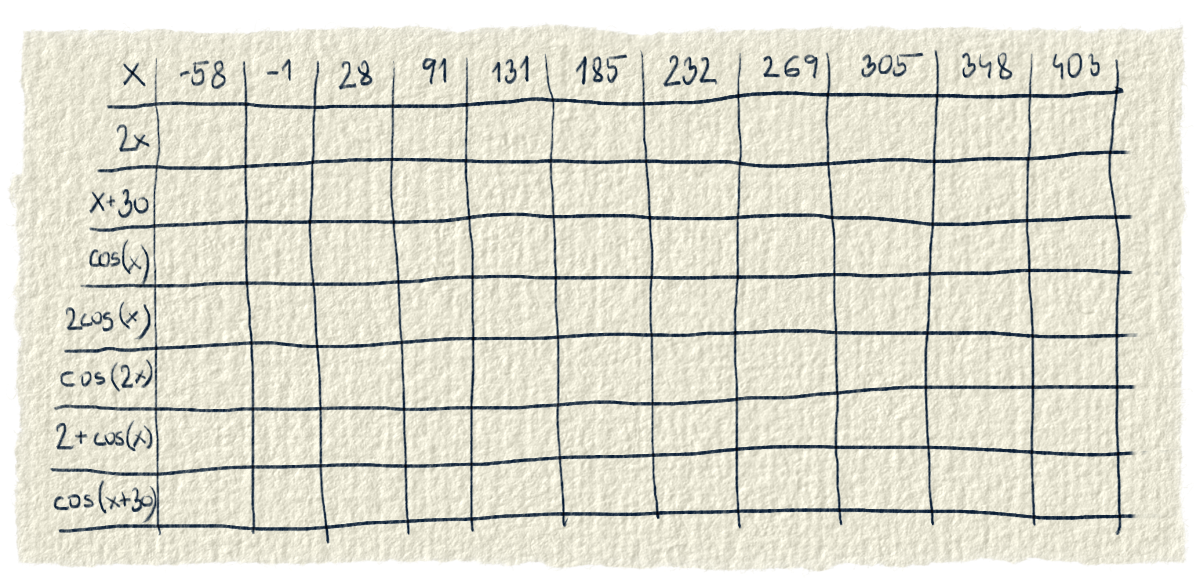 x -58 -1 28 91 131 185 232 269 305 348 403
2x
x+30
cos(x)
2cos(x)
cos(2x)
2+cos(x)
cos(x+30)